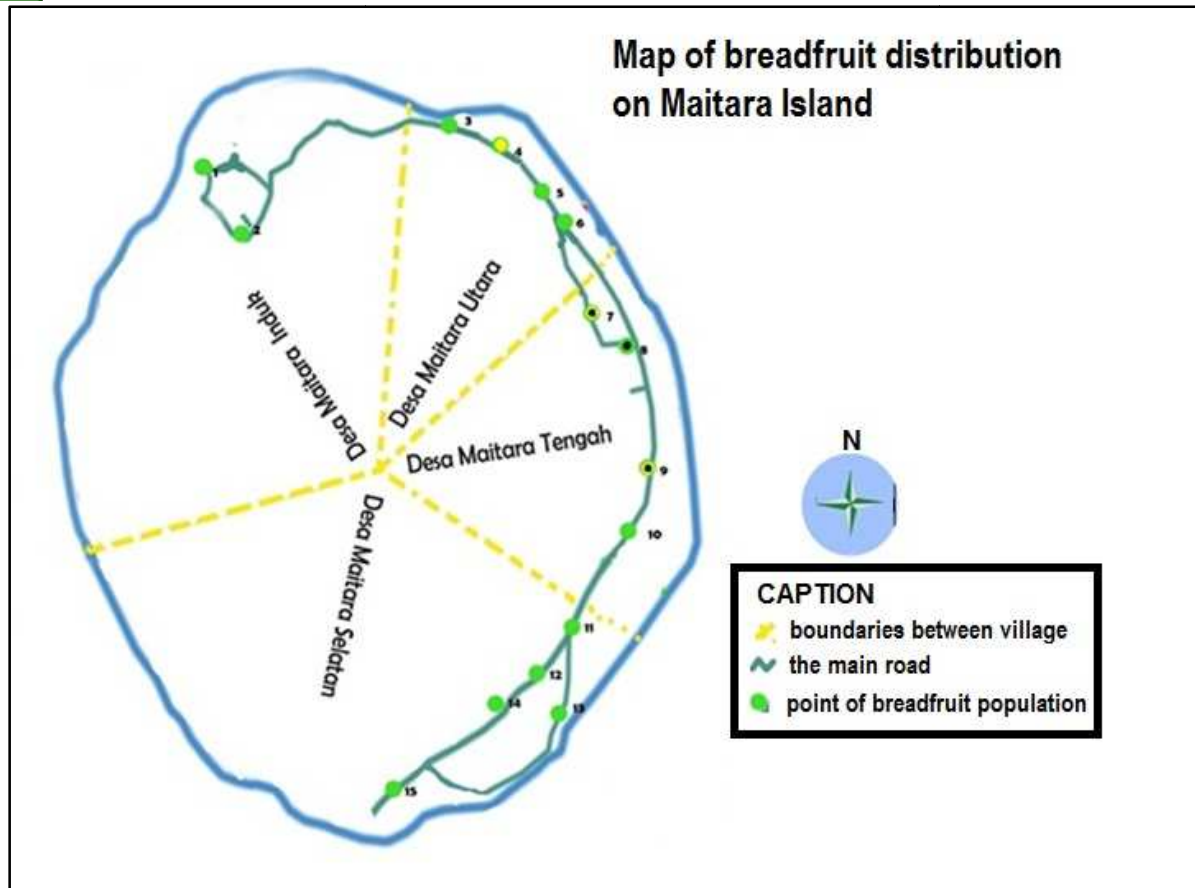 Map of breadfruit distribution
on Maitara Island
3
4
1
5
2
6
7
8
Desa Maitara Induk
Desa Maitara Utara
Desa Maitara Tengah
Desa Maitara Selatan
9
10
11
12
14
13
15
N
CAPTION
boundaries between village
the main road
point of breadfruit population